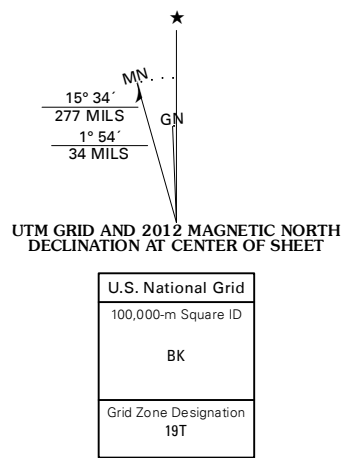 ★
MN
15° 34´
277 MILS
GN
1° 54´
34 MILS
UTM GRID AND 2012 MAGNETIC NORTH
DECLINATION AT CENTER OF SHEET
U.S. National Grid
100,000-m Square ID
BK
Grid Zone Designation
19T